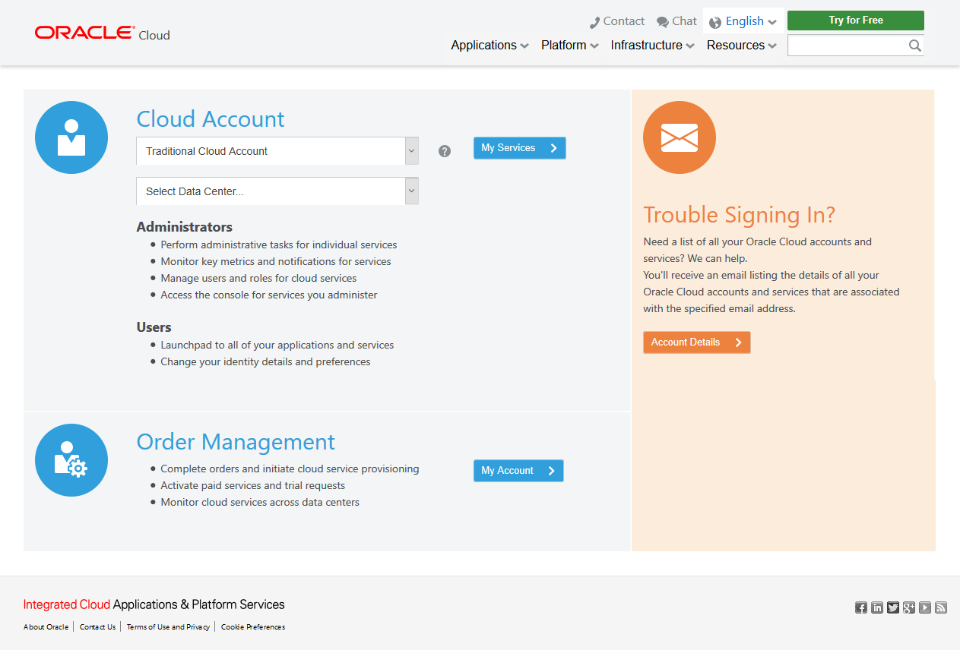 ORACLE® Cloud
Contact Chat English Try for Free
Applications Platform Infrastructure Resources
Cloud Account
Traditional Cloud Account
?
My Services
Select Data Center...
Administrators
Perform administrative tasks for individual services
Monitor key metrics and notifications for services
Manage users and roles for cloud services
Access the console for services you administer
Users
Launchpad to all of your applications and services
Change your identity details and preferences
Trouble Signing In?
Need a list of all your Oracle Cloud accounts and
services? We can help.
You'll receive an email listing the details of all your
Oracle Cloud accounts and services that are associated
with the specified email address.
Account Details
Order Management
Complete orders and initiate cloud service provisioning
Activate paid services and trial requests
Monitor cloud services across data centers
My Account
Integrated Cloud Applications & Platform Services
About Oracle | Contact Us | Terms of Use and Privacy | Cookie Preferences